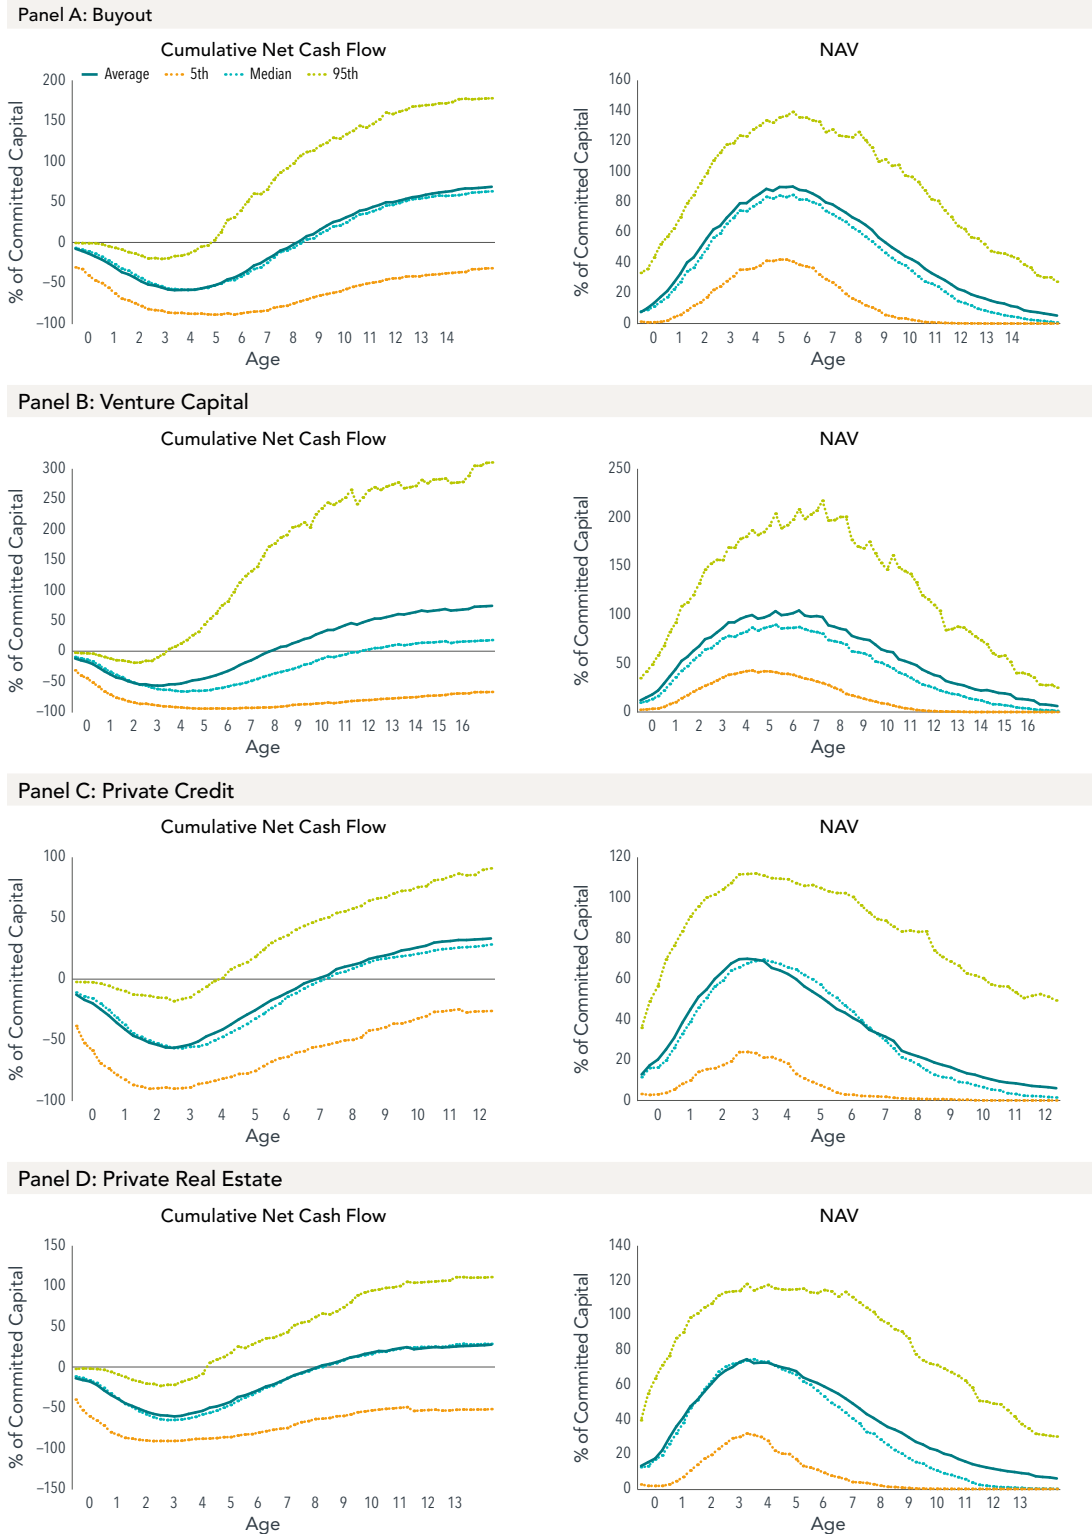 Panel A: Buyout
Cumulative Net Cash Flow
Average 5th Median 95th
% of Committed Capital
200
150
100
50
0
−50
−100
0 1 2 3 4 5 6 7 8 9 10 11 12 13 14
Age
NAV
% of Committed Capital
160
140
120
100
80
60
40
20
0
0 1 2 3 4 5 6 7 8 9 10 11 12 13 14
Age
Panel B: Venture Capital
Cumulative Net Cash Flow
% of Committed Capital
300
250
200
150
100
50
0
−50
−100
0 1 2 3 4 5 6 7 8 9 10 11 12 13 14 15 16
Age
NAV
% of Committed Capital
250
200
150
100
50
0
0 1 2 3 4 5 6 7 8 9 10 11 12 13 14 15 16
Age
Panel C: Private Credit
Cumulative Net Cash Flow
% of Committed Capital
100
50
0
−50
−100
0 1 2 3 4 5 6 7 8 9 10 11 12
Age
NAV
% of Committed Capital
120
100
80
60
40
20
0
0 1 2 3 4 5 6 7 8 9 10 11 12
Age
Panel D: Private Real Estate
Cumulative Net Cash Flow
% of Committed Capital
150
100
50
0
−50
−100
−150
0 1 2 3 4 5 6 7 8 9 10 11 12 13
Age
NAV
% of Committed Capital
140
120
100
80
60
40
20
0
0 1 2 3 4 5 6 7 8 9 10 11 12 13
Age